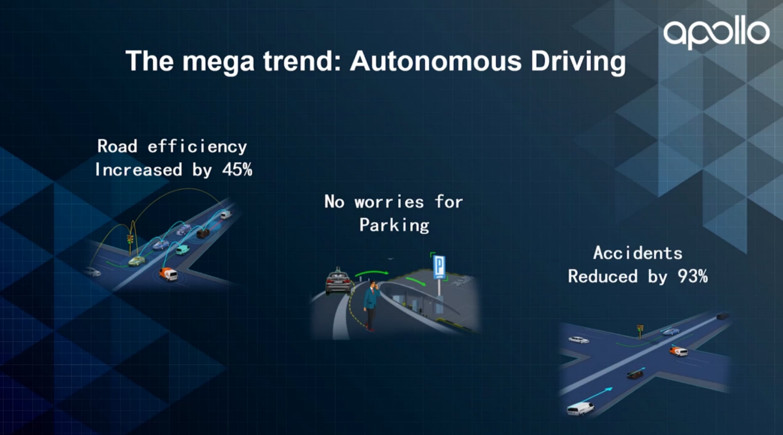 apollo
The mega trend: Autonomous Driving
Road efficiency
Increased by 45%
No worries for
Parking
P
Accidents
Reduced by 93%